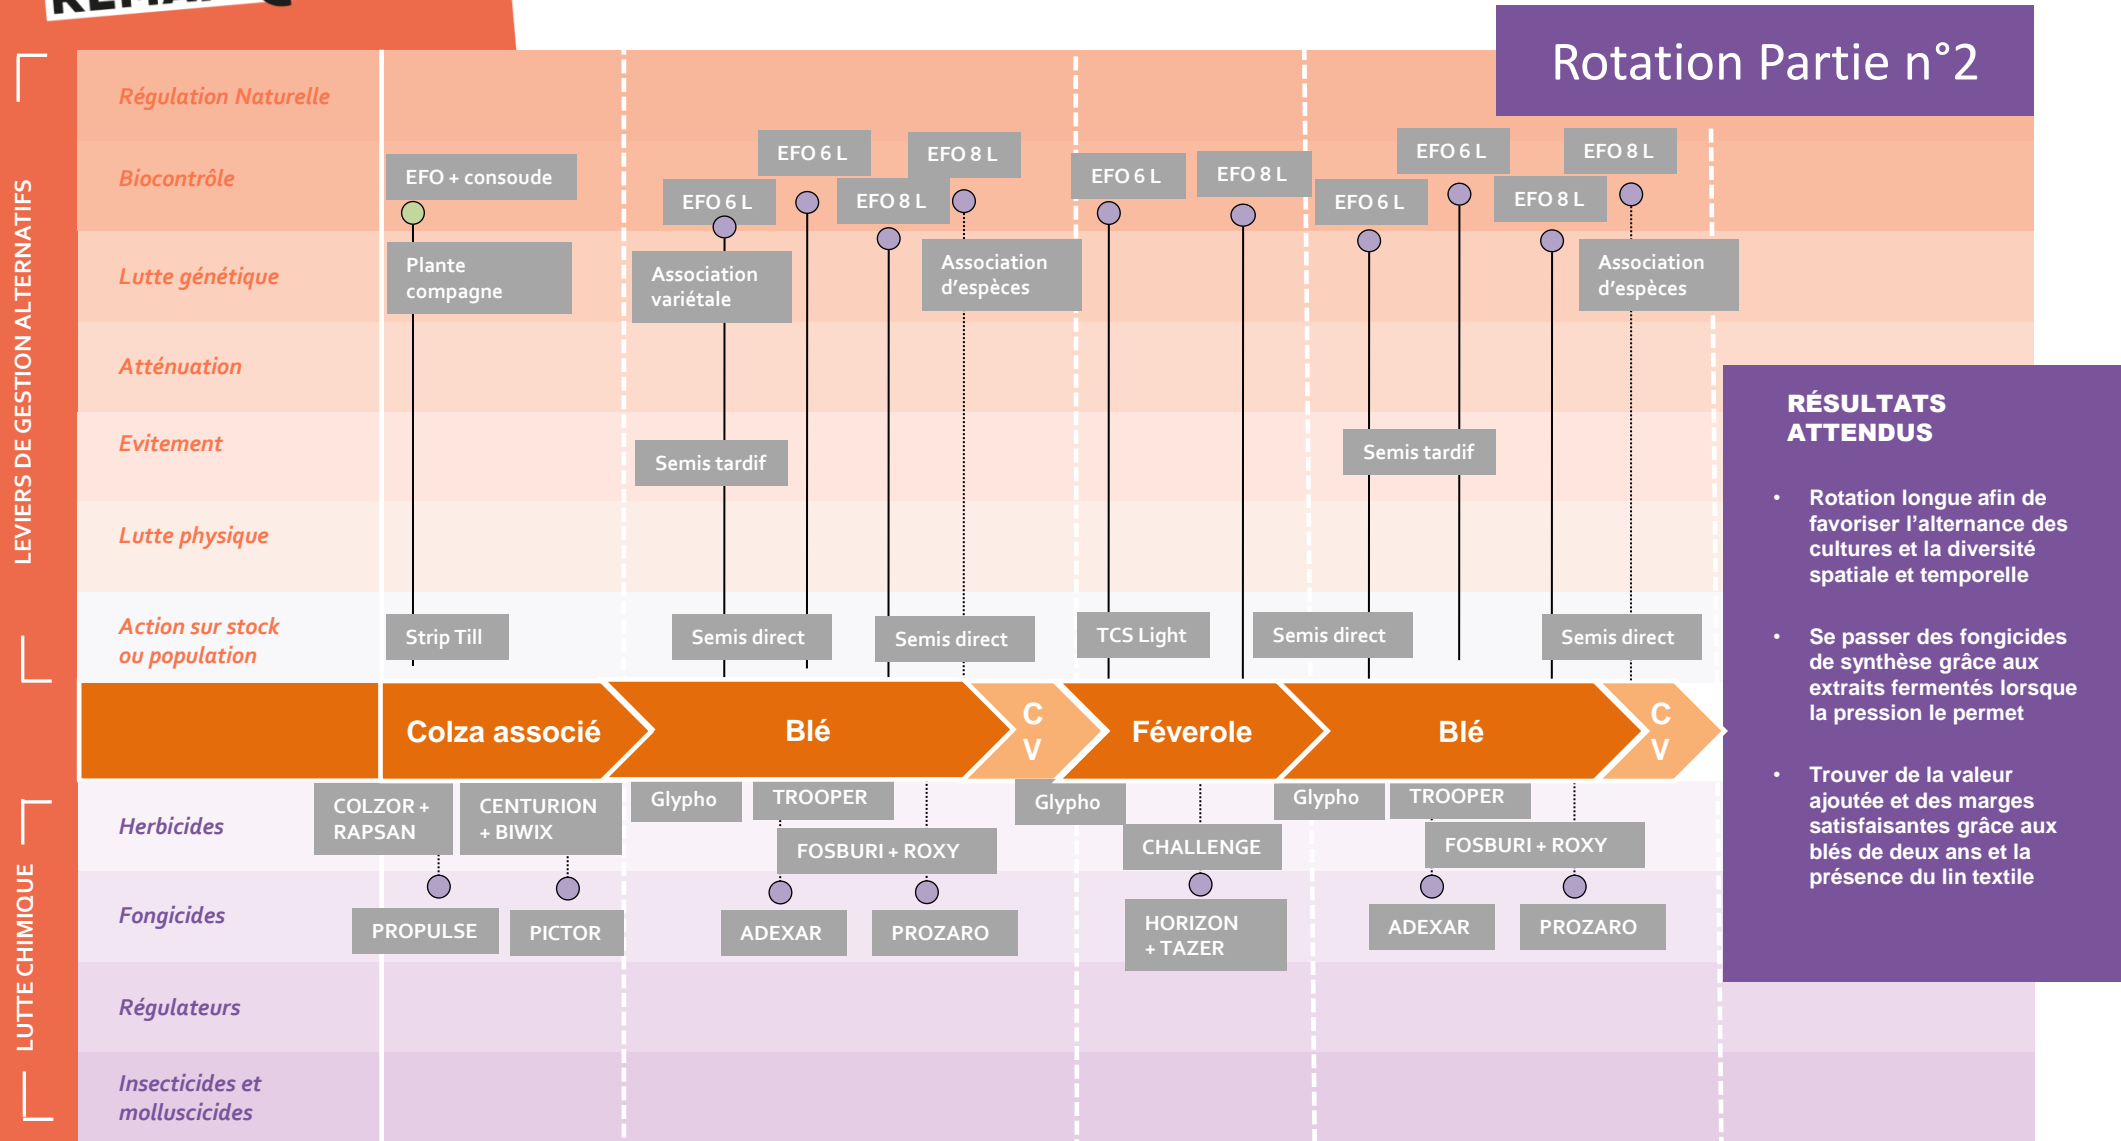 Rotation Partie n°2
LEVIERS DE GESTION ALTERNATIFS
Régulation Naturelle
Biocontrôle
EFO + consoude
EFO 6 L
EFO 6 L
EFO 8 L
EFO 8 L
EFO 6 L
EFO 8 L
EFO 6 L
EFO 6 L
EFO 8 L
EFO 8 L
Lutte génétique
Plante
compagne
Association
variétale
Association
d'espèces
Association
d'espèces
Atténuation
Evitement
Semis tardif
Semis tardif
Lutte physique
Action sur stock
ou population
Strip Till
Semis direct
Semis direct
TCS Light
Semis direct
Semis direct
Colza associé
Blé
C
V
Féverole
Blé
C
V
LUTTE CHIMIQUE
Herbicides
COLZOR +
RAPSAN
CENTURION
+ BIWIX
Glypho
TROOPER
FOSBURI + ROXY
Glypho
CHALLENGE
Glypho
TROOPER
FOSBURI + ROXY
Fongicides
PROPULSE
PICTOR
ADEXAR
PROZARO
HORIZON
+ TAZER
ADEXAR
PROZARO
Régulateurs
Insecticides et
molluscicides
RÉSULTATS
ATTENDUS
• Rotation longue afin de
favoriser l'alternance des
cultures et la diversité
spatiale et temporelle
• Se passer des fongicides
de synthèse grâce aux
extraits fermentés lorsque
la pression le permet
• Trouver de la valeur
ajoutée et des marges
satisfaisantes grâce aux
blés de deux ans et la
présence du lin textile